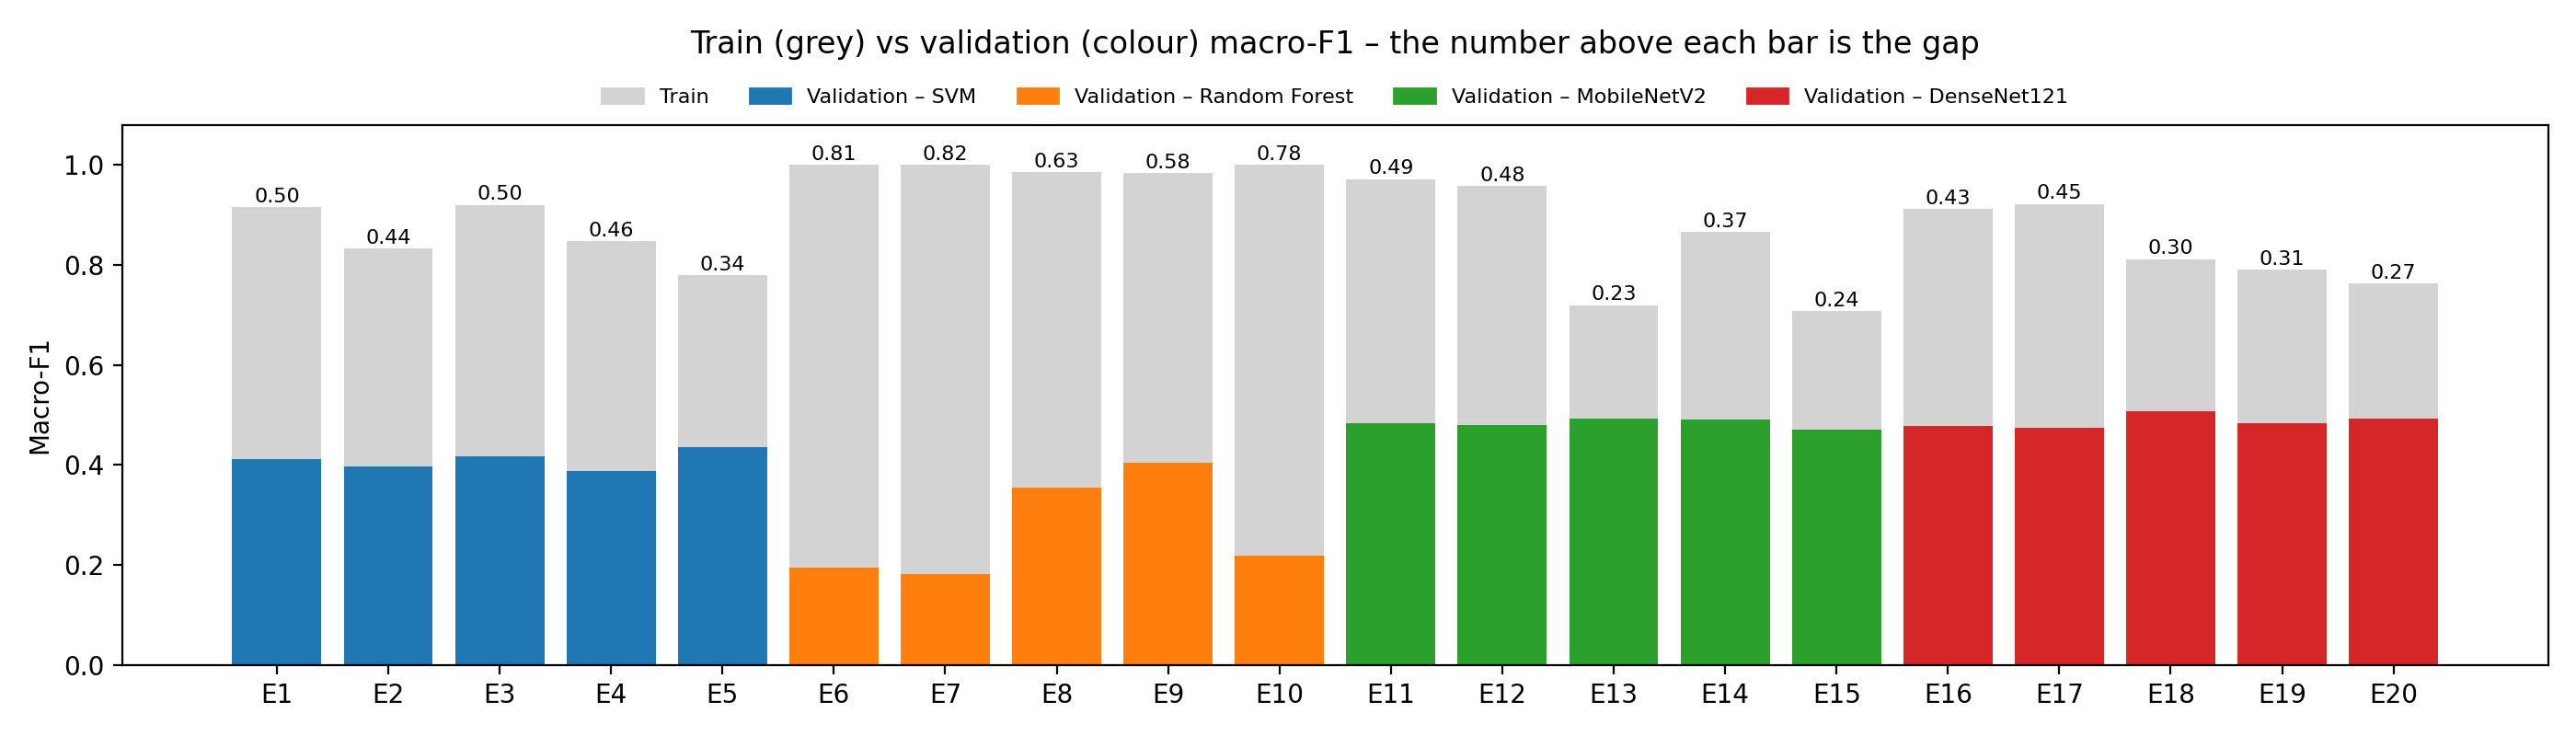 Train (grey) vs validation (colour) macro-F1 – the number above each bar is the gap
Train Validation – SVM Validation – Random Forest Validation – MobileNetV2 Validation – DenseNet121
Macro-F1
1.0
0.8
0.6
0.4
0.2
0.0
0.50 0.44 0.50 0.46 0.34 0.81 0.82 0.63 0.58 0.78 0.49 0.48 0.23 0.37 0.24 0.43 0.45 0.30 0.31 0.27
E1 E2 E3 E4 E5 E6 E7 E8 E9 E10 E11 E12 E13 E14 E15 E16 E17 E18 E19 E20